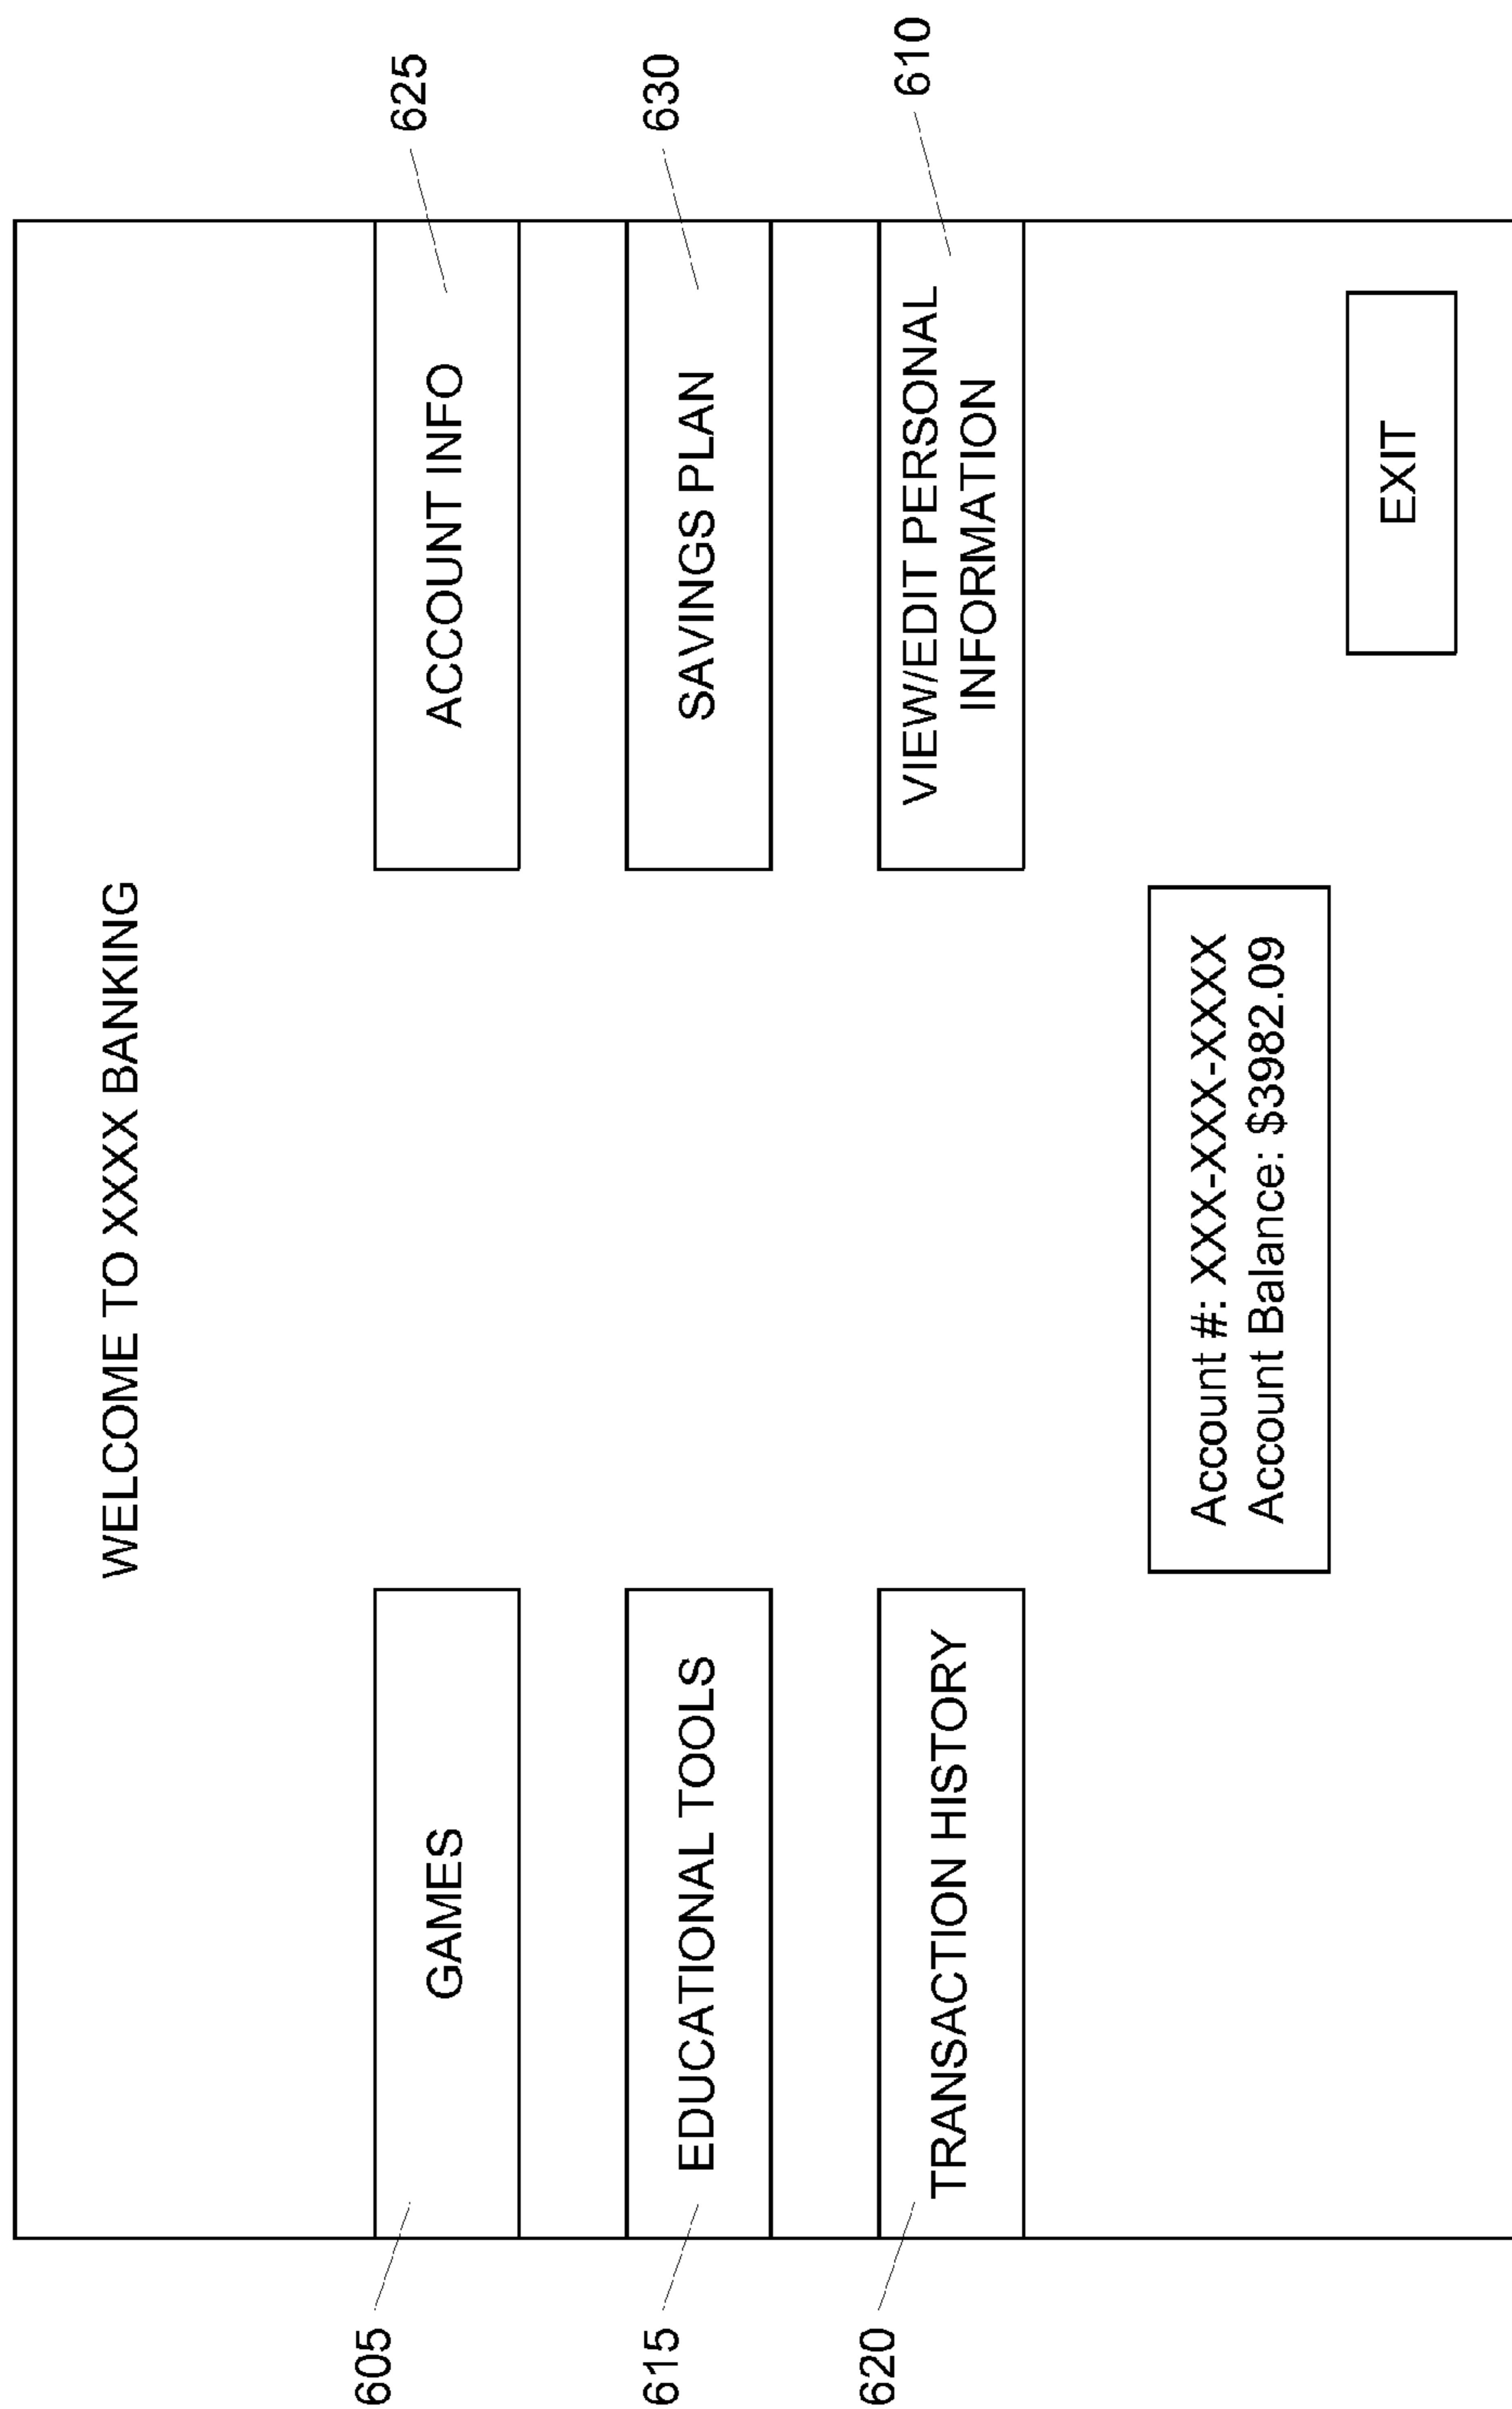 WELCOME TO XXXX BANKING
605
GAMES
ACCOUNT INFO
625
615
EDUCATIONAL TOOLS
SAVINGS PLAN
630
620
TRANSACTION HISTORY
VIEW/EDIT PERSONAL
INFORMATION
610
Account #: XXX-XXX-XXXX
Account Balance: $3982.09
EXIT